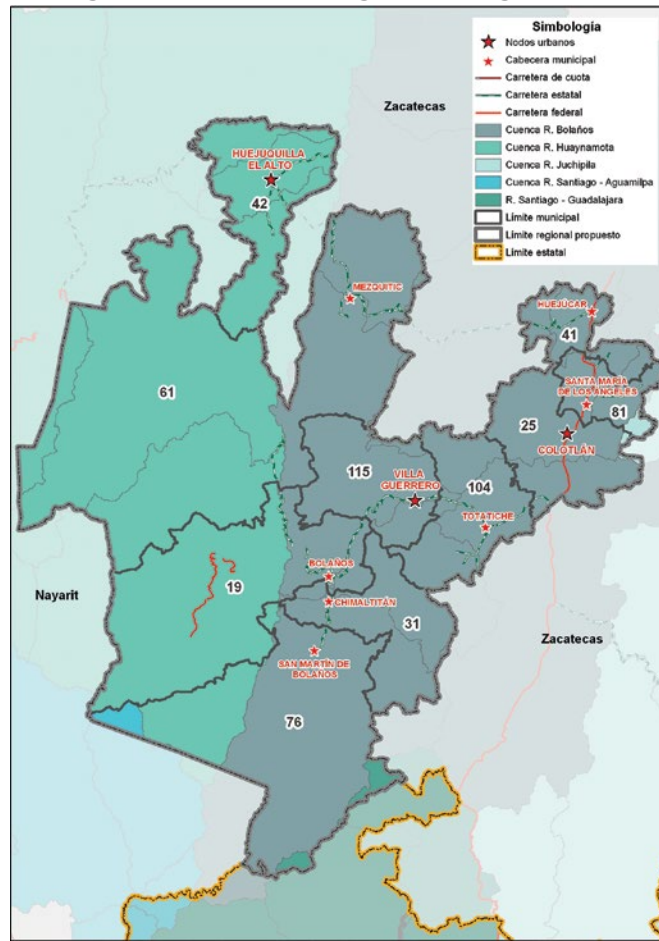 Simbología
Nodos urbanos
Cabecera municipal
Carretera de cuota
Carretera estatal
Carretera federal
Cuenca R. Bolaños
Cuenca R. Huaynamota
Cuenca R. Juchipila
Cuenca R. Santiago - Aguamilpa
R. Santiago - Guadalajara
Límite municipal
Límite regional propuesto
Límite estatal
Zacatecas
HUEJUQUILLA
EL ALTO
42
MEZQUITIC
HUEJÚCAR
41
SANTA MARÍA
DE LOS ÁNGELES
81
61
25
COLOTLÁN
115
VILLA
GUERRERO
104
TOTATICHE
BOLAÑOS
Nayarit
19
CHIMALTITÁN
31
Zacatecas
SAN MARTÍN DE
BOLAÑOS
76